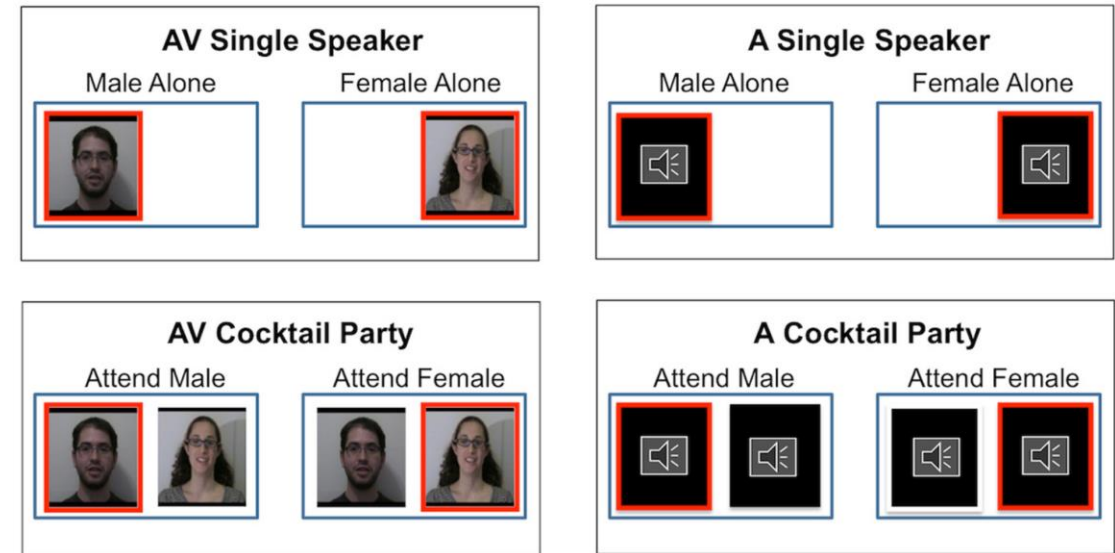 AV Single Speaker
Male Alone Female Alone
A Single Speaker
Male Alone Female Alone
AV Cocktail Party
Attend Male Attend Female
A Cocktail Party
Attend Male Attend Female